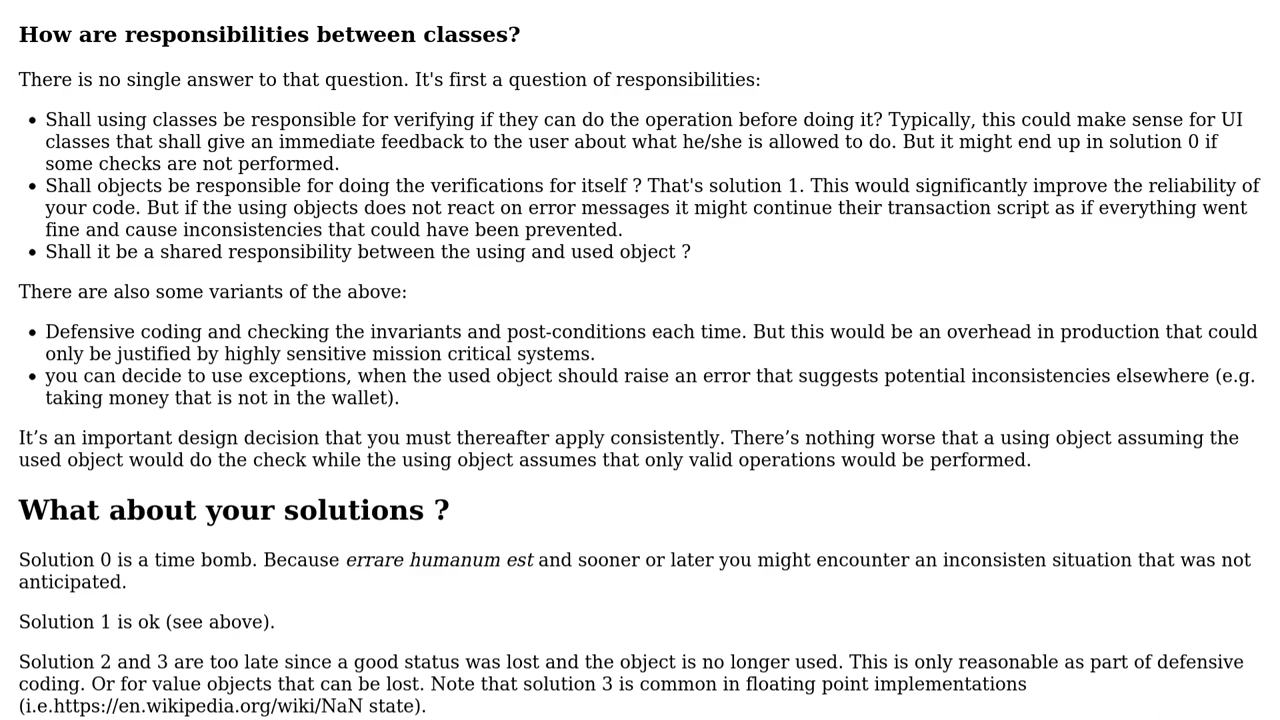 How are responsibilities between classes?
There is no single answer to that question. It's first a question of responsibilities:
• Shall using classes be responsible for verifying if they can do the operation before doing it? Typically, this could make sense for UI
classes that shall give an immediate feedback to the user about what he/she is allowed to do. But it might end up in solution 0 if
some checks are not performed.
• Shall objects be responsible for doing the verifications for itself ? That's solution 1. This would significantly improve the reliability of
your code. But if the using objects does not react on error messages it might continue their transaction script as if everything went
fine and cause inconsistencies that could have been prevented.
• Shall it be a shared responsibility between the using and used object ?
There are also some variants of the above:
• Defensive coding and checking the invariants and post-conditions each time. But this would be an overhead in production that could
only be justified by highly sensitive mission critical systems.
• you can decide to use exceptions, when the used object should raise an error that suggests potential inconsistencies elsewhere (e.g.
taking money that is not in the wallet).
It’s an important design decision that you must thereafter apply consistently. There’s nothing worse that a using object assuming the
used object would do the check while the using object assumes that only valid operations would be performed.
What about your solutions ?
Solution 0 is a time bomb. Because errare humanum est and sooner or later you might encounter an inconsisten situation that was not
anticipated.
Solution 1 is ok (see above).
Solution 2 and 3 are too late since a good status was lost and the object is no longer used. This is only reasonable as part of defensive
coding. Or for value objects that can be lost. Note that solution 3 is common in floating point implementations
(i.e.https://en.wikipedia.org/wiki/NaN state).